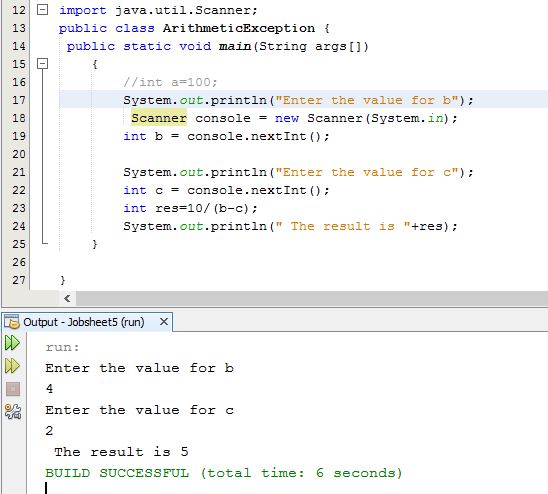 12 import java.util.Scanner;
13 public class ArithmeticException {
14 public static void main(String args[])
15 {
16 //int a=100;
17 System.out.println("Enter the value for b");
18 Scanner console = new Scanner(System.in);
19 int b = console.nextInt();
20
21 System.out.println("Enter the value for c");
22 int c = console.nextInt();
23 int res=10/(b-c);
24 System.out.println(" The result is "+res);
25 }
26
27 }
Output - Jobsheet5 (run)
run:
Enter the value for b
4
Enter the value for c
2
The result is 5
BUILD SUCCESSFUL (total time: 6 seconds)